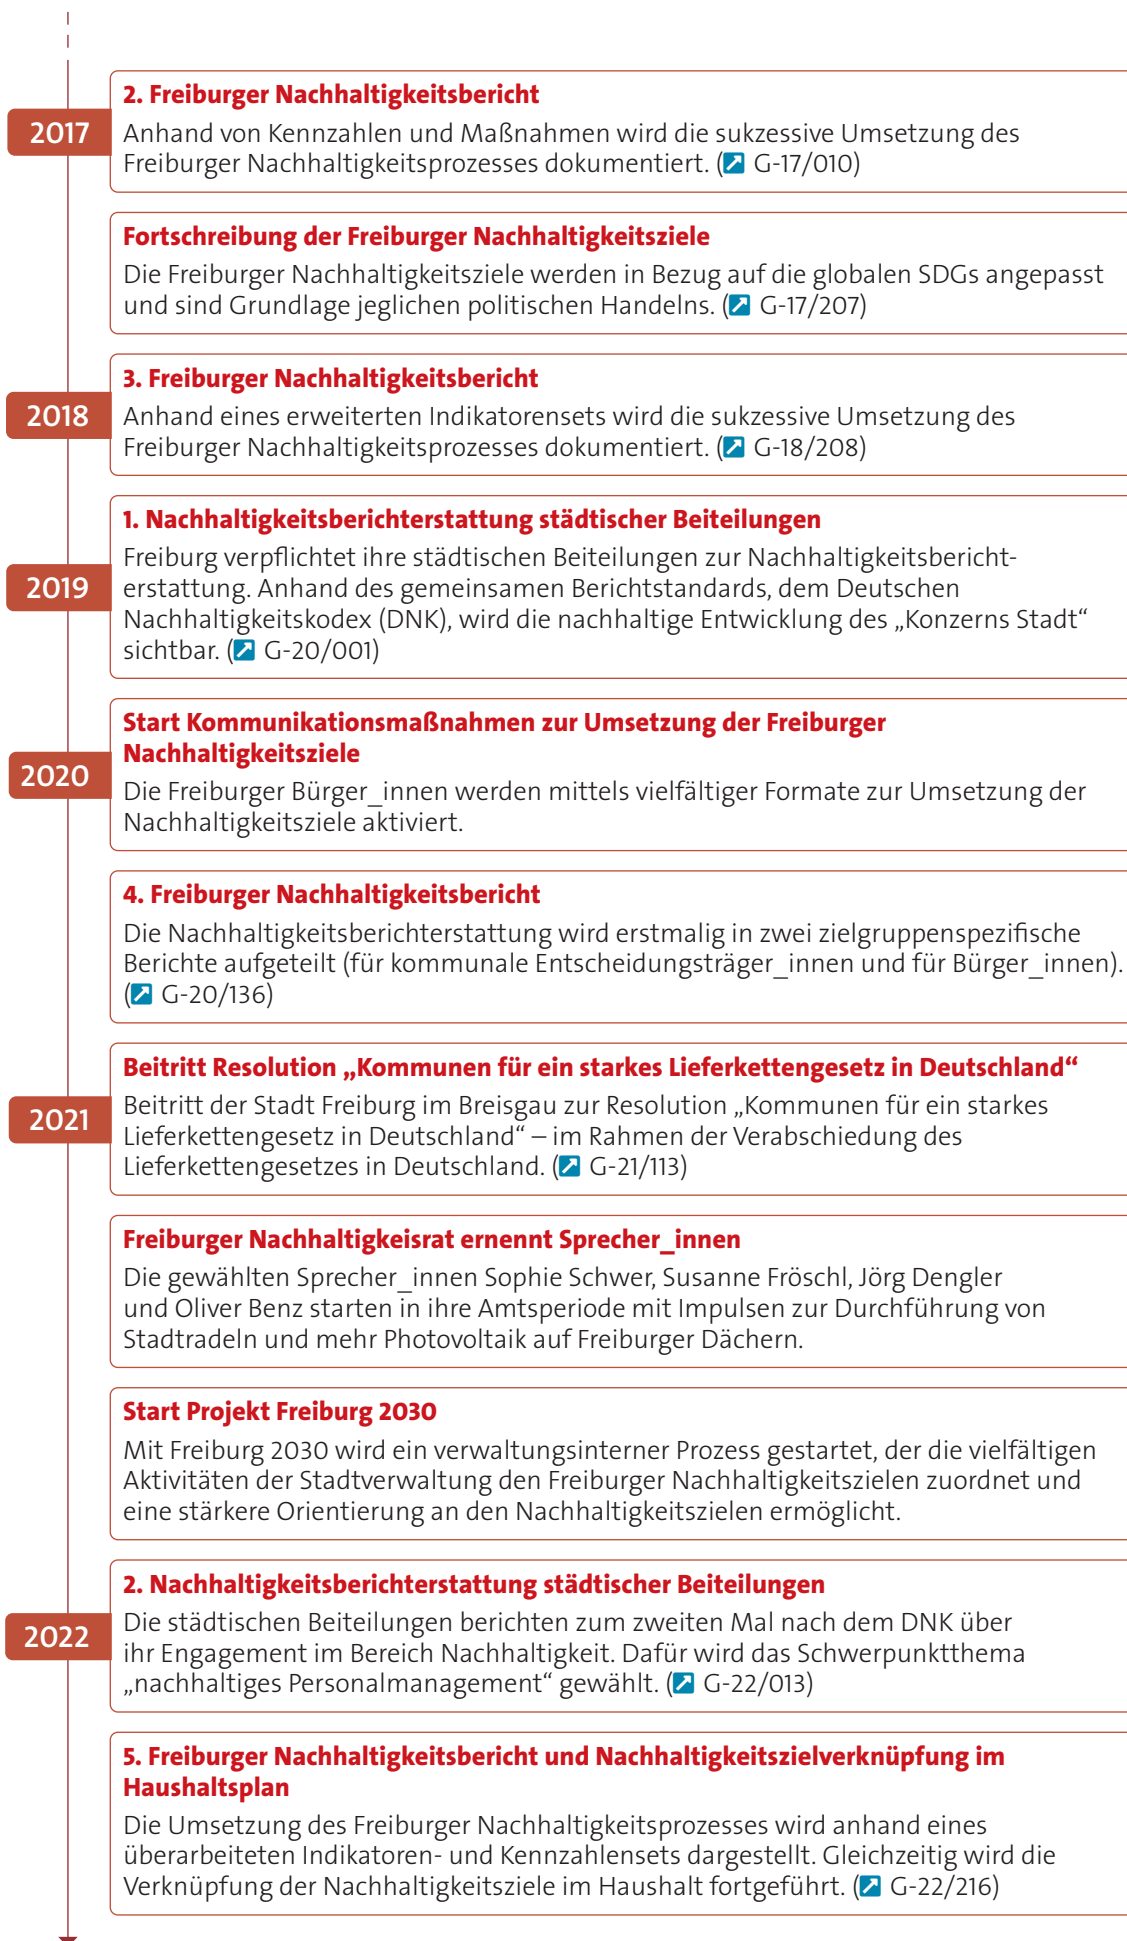 2. Freiburger Nachhaltigkeitsbericht
2017
Anhand von Kennzahlen und Maßnahmen wird die sukzessive Umsetzung des
Freiburger Nachhaltigkeitsprozesses dokumentiert. (↗ G-17/010)
Fortschreibung der Freiburger Nachhaltigkeitsziele
Die Freiburger Nachhaltigkeitsziele werden in Bezug auf die globalen SDGs angepasst
und sind Grundlage jeglichen politischen Handelns. (↗ G-17/207)
3. Freiburger Nachhaltigkeitsbericht
2018
Anhand eines erweiterten Indikatorensets wird die sukzessive Umsetzung des
Freiburger Nachhaltigkeitsprozesses dokumentiert. (↗ G-18/208)
1. Nachhaltigkeitsberichterstattung städtischer Beiteilungen
2019
Freiburg verpflichtet ihre städtischen Beiteilungen zur Nachhaltigkeitsbericht-
erstattung. Anhand des gemeinsamen Berichtstandards, dem Deutschen
Nachhaltigkeitskodex (DNK), wird die nachhaltige Entwicklung des „Konzerns Stadt“
sichtbar. (↗ G-20/001)
Start Kommunikationsmaßnahmen zur Umsetzung der Freiburger
Nachhaltigkeitsziele
2020
Die Freiburger Bürger_innen werden mittels vielfältiger Formate zur Umsetzung der
Nachhaltigkeitsziele aktiviert.
4. Freiburger Nachhaltigkeitsbericht
Die Nachhaltigkeitsberichterstattung wird erstmalig in zwei zielgruppenspezifische
Berichte aufgeteilt (für kommunale Entscheidungsträger_innen und für Bürger_innen).
(↗ G-20/136)
Beitritt Resolution „Kommunen für ein starkes Lieferkettengesetz in Deutschland“
2021
Beitritt der Stadt Freiburg im Breisgau zur Resolution „Kommunen für ein starkes
Lieferkettengesetz in Deutschland“ – im Rahmen der Verabschiedung des
Lieferkettengesetzes in Deutschland. (↗ G-21/113)
Freiburger Nachhaltigkeisrat ernennt Sprecher_innen
Die gewählten Sprecher_innen Sophie Schwer, Susanne Fröschl, Jörg Dengler
und Oliver Benz starten in ihre Amtsperiode mit Impulsen zur Durchführung von
Stadtradeln und mehr Photovoltaik auf Freiburger Dächern.
Start Projekt Freiburg 2030
Mit Freiburg 2030 wird ein verwaltungsinterner Prozess gestartet, der die vielfältigen
Aktivitäten der Stadtverwaltung den Freiburger Nachhaltigkeitszielen zuordnet und
eine stärkere Orientierung an den Nachhaltigkeitszielen ermöglicht.
2. Nachhaltigkeitsberichterstattung städtischer Beiteilungen
2022
Die städtischen Beiteilungen berichten zum zweiten Mal nach dem DNK über
ihr Engagement im Bereich Nachhaltigkeit. Dafür wird das Schwerpunktthema
„nachhaltiges Personalmanagement“ gewählt. (↗ G-22/013)
5. Freiburger Nachhaltigkeitsbericht und Nachhaltigkeitszielverknüpfung im
Haushaltsplan
Die Umsetzung des Freiburger Nachhaltigkeitsprozesses wird anhand eines
überarbeiteten Indikatoren- und Kennzahlensets dargestellt. Gleichzeitig wird die
Verknüpfung der Nachhaltigkeitsziele im Haushalt fortgeführt. (↗ G-22/216)